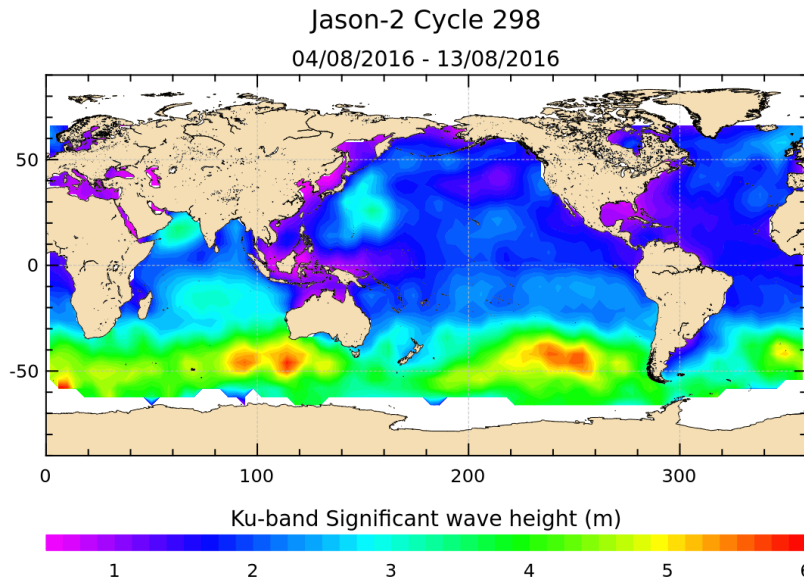 Jason-2 Cycle 298
04/08/2016 - 13/08/2016
50
0
-50
0 100 200 300
Ku-band Significant wave height (m)
1 2 3 4 5 6